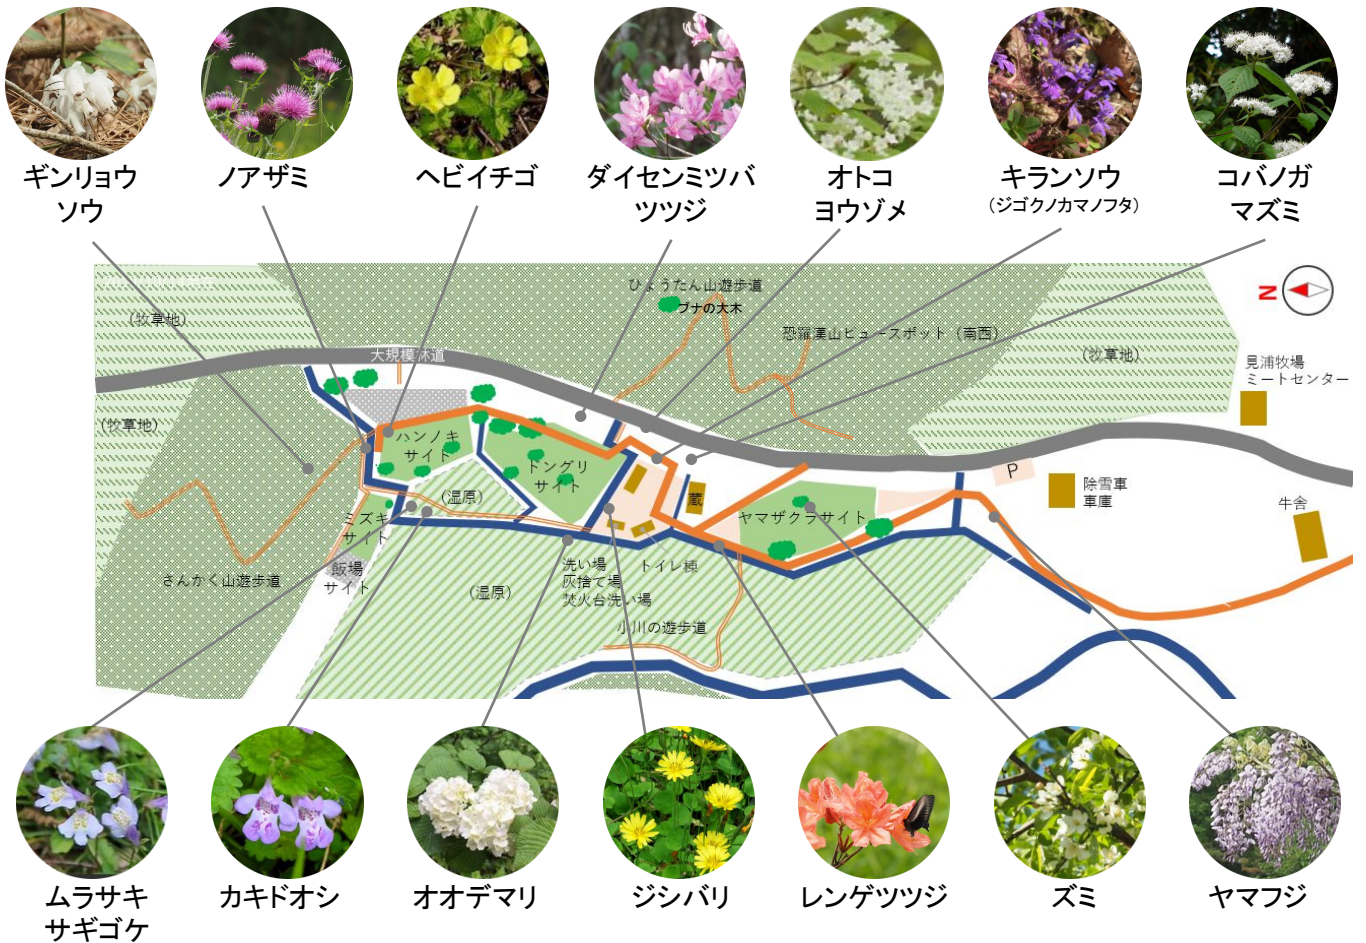 ギンリョウ
ソウ
ノアザミ
ヘビイチゴ
ダイセンミツバ
ツツジ
オトコ
ヨウゾメ
キランソウ
(ジゴクノカマノフタ)
コバノガ
マズミ
ひょうたん山遊歩道
ブナの大木
恐羅漢山ビュースポット（南西）
(牧草地)
大規模林道
(牧草地)
N
見浦牧場
ミートセンター
(牧草地)
ハンノキ
サイト
ドングリ
サイト
(湿原)
蔵
ヤマザクラサイト
P
除雪車
車庫
牛舎
ミズキ
サイト
飯場
サイト
さんかく山遊歩道
(湿原)
洗い場
灰捨て場
焚火台洗い場
トイレ棟
小川の遊歩道
ムラサキ
サギゴケ
カキドオシ
オオデマリ
ジシバリ
レンゲツツジ
ズミ
ヤマフジ